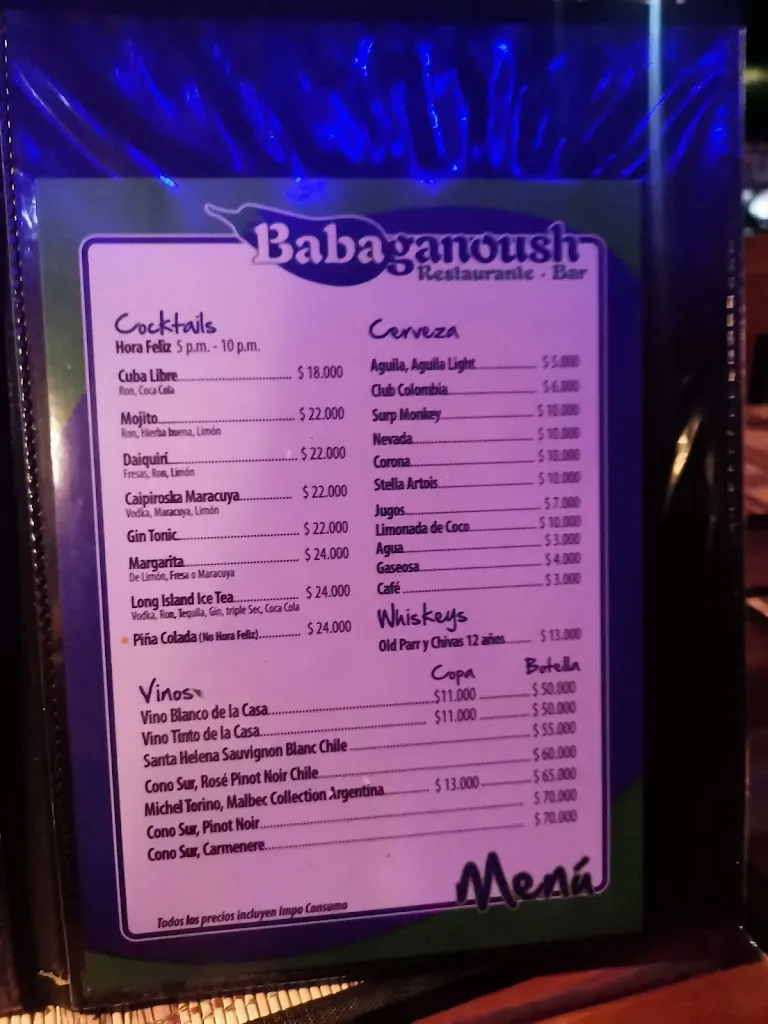 Babaganoush
Restaurante - Bar
Cocktails
Hora Feliz 5 p.m. - 10 p.m.
Cuba Libre $ 18.000
Ron, Coca Cola
Mojito $ 22.000
Ron, Hierba buena, Limón
Daiquirí $ 22.000
Fresas, Ron, Limón
Caipiroska Maracuya $ 22.000
Vodka, Maracuya, Limón
Gin Tonic $ 22.000
Margarita $ 24.000
De Limón, Fresa o Maracuya
Long Island Ice Tea $ 24.000
Vodka, Ron, Tequila, Gin, triple Sec, Coca Cola
Piña Colada (No Hora Feliz) $ 24.000
Cerveza
Aguila, Aguila Light $ 5.000
Club Colombia $ 6.000
Surp Monkey $ 10.000
Nevada $ 10.000
Corona $ 10.000
Stella Artois $ 10.000
Jugos $ 7.000
Limonada de Coco $ 10.000
Agua $ 3.000
Gaseosa $ 4.000
Café $ 3.000
Whiskeys
Old Parr y Chivas 12 años $ 13.000
Vinos Copa Botella
Vino Blanco de la Casa $11.000 $ 50.000
Vino Tinto de la Casa $11.000 $ 50.000
Santa Helena Sauvignon Blanc Chile $ 55.000
Cono Sur, Rosé Pinot Noir Chile $ 60.000
Michel Torino, Malbec Collection Argentina $ 13.000 $ 65.000
Cono Sur, Pinot Noir $ 70.000
Cono Sur, Carmenere $ 70.000
Menú
Todos los precios incluyen Impo Consumo